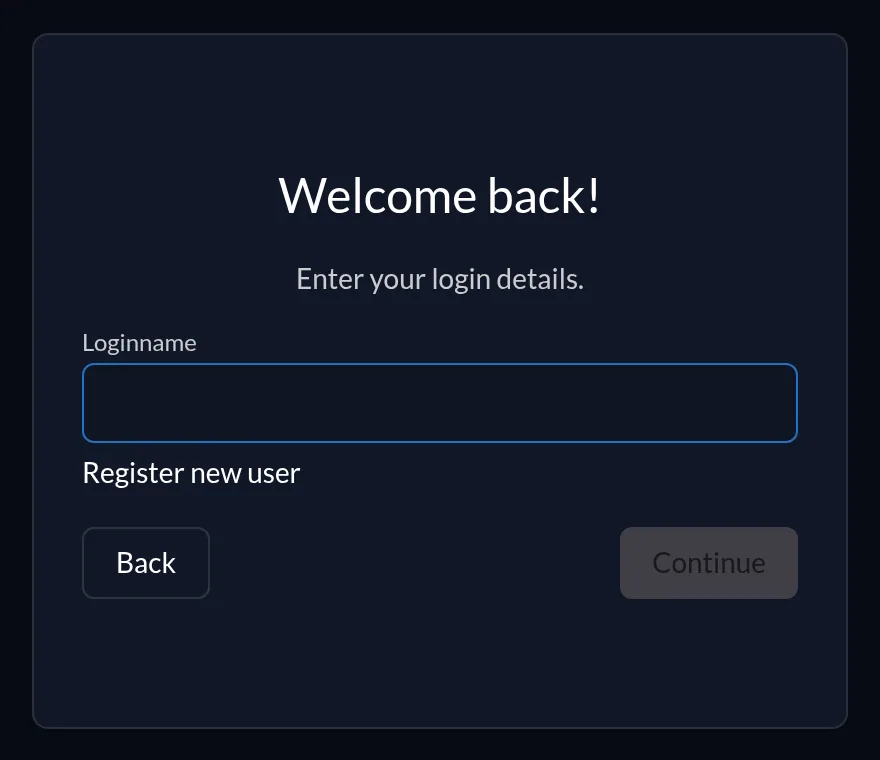 Welcome back!
Enter your login details.
Loginname
Register new user
Back
Continue